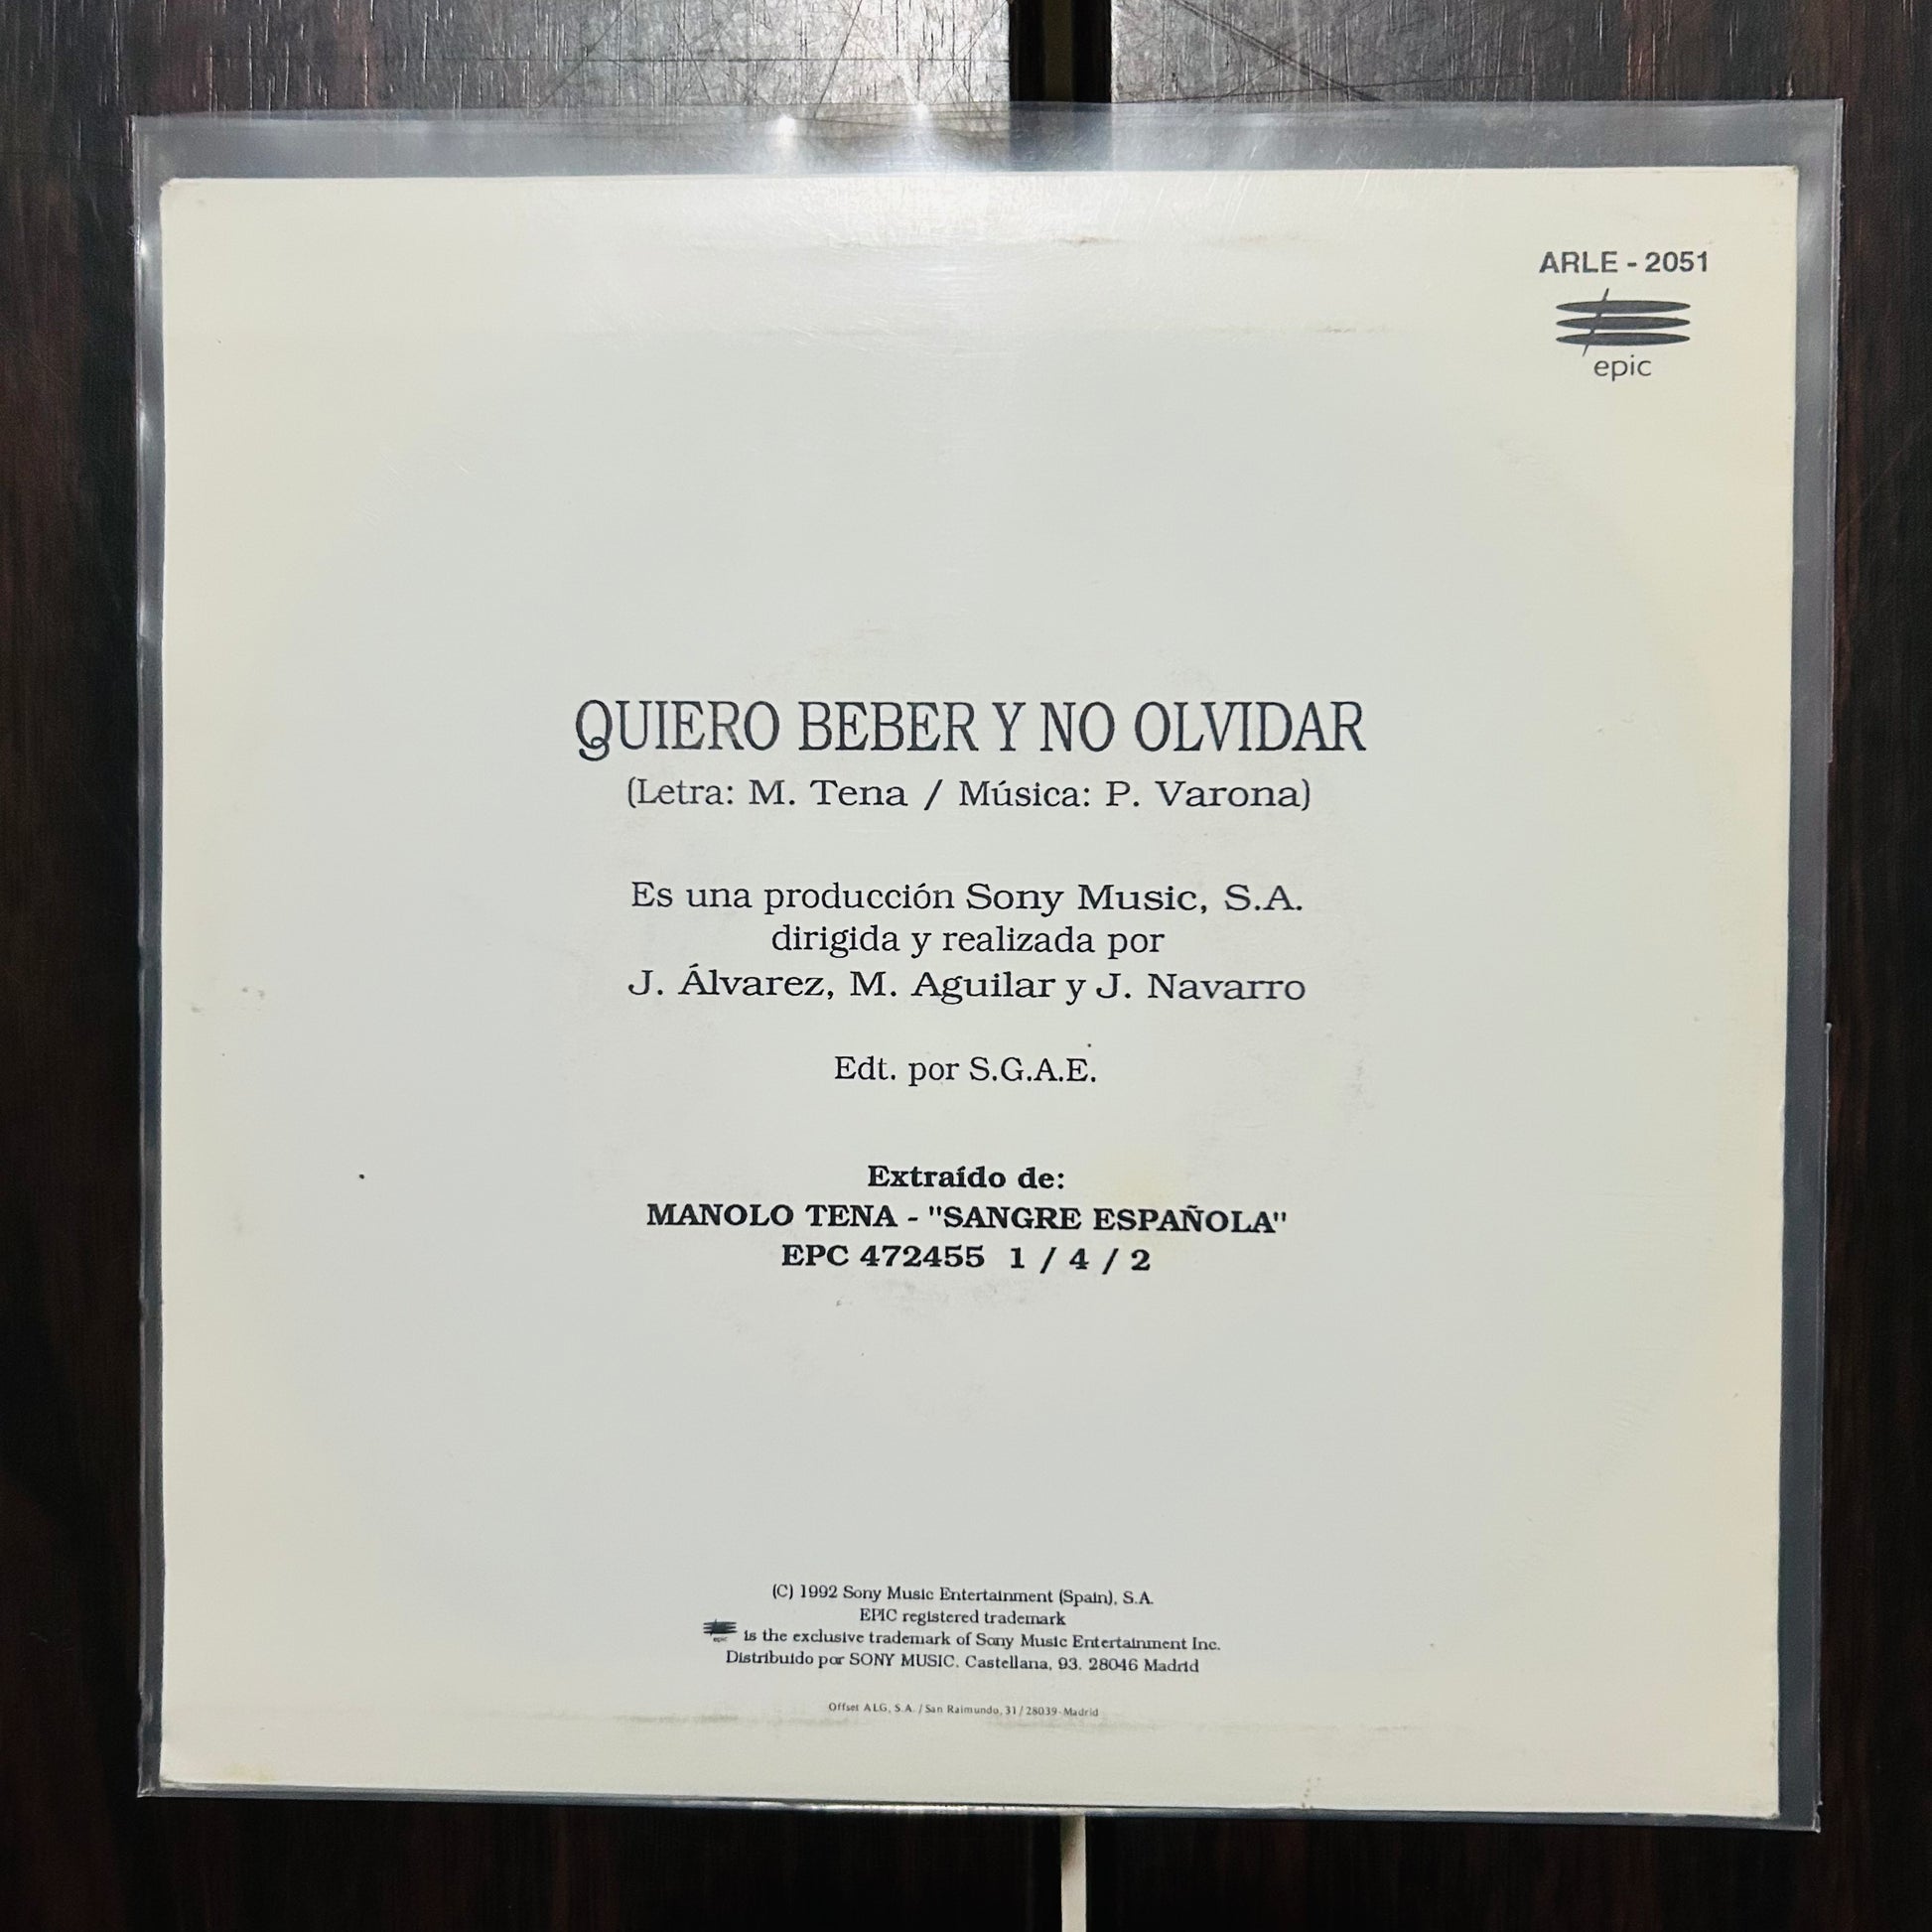 ARLE - 2051
epic
QUIERO BEBER Y NO OLVIDAR
(Letra: M. Tena / Música: P. Varona)
Es una producción Sony Music, S.A.
dirigida y realizada por
J. Álvarez, M. Aguilar y J. Navarro
Edt. por S.G.A.E.
Extraído de:
MANOLO TENA - "SANGRE ESPAÑOLA"
EPC 472455 1 / 4 / 2
(C) 1992 Sony Music Entertainment (Spain), S.A.
EPIC registered trademark
epic is the exclusive trademark of Sony Music Entertainment Inc.
Distribuido por SONY MUSIC. Castellana, 93. 28046 Madrid
Offset ALG, S.A. / San Raimundo, 31 / 28039-Madrid